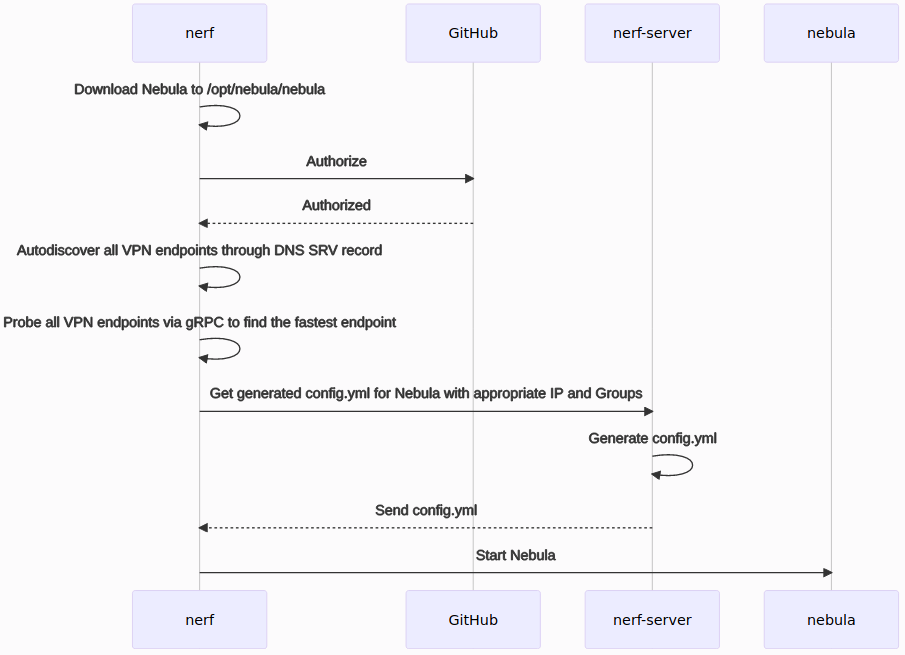 nerf
GitHub
nerf-server
nebula
Download Nebula to /opt/nebula/nebula
Authorize
Authorized
Autodiscover all VPN endpoints through DNS SRV record
Probe all VPN endpoints via gRPC to find the fastest endpoint
Get generated config.yml for Nebula with appropriate IP and Groups
Generate config.yml
Send config.yml
Start Nebula
nerf
GitHub
nerf-server
nebula